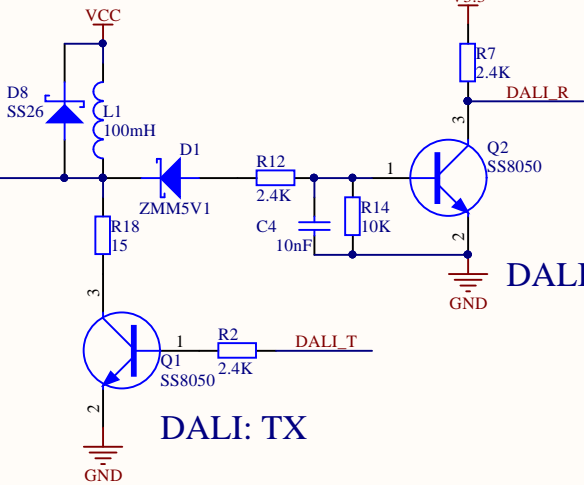 VCC
D8
SS26
L1
100mH
R7
2.4K
DALI_R
3
Q2
SS8050
1
2
D1
ZMM5V1
R12
2.4K
C4
10nF
R14
10K
GND
DALI
R18
15
3
1
Q1
SS8050
2
R2
2.4K
DALI_T
DALI: TX
GND